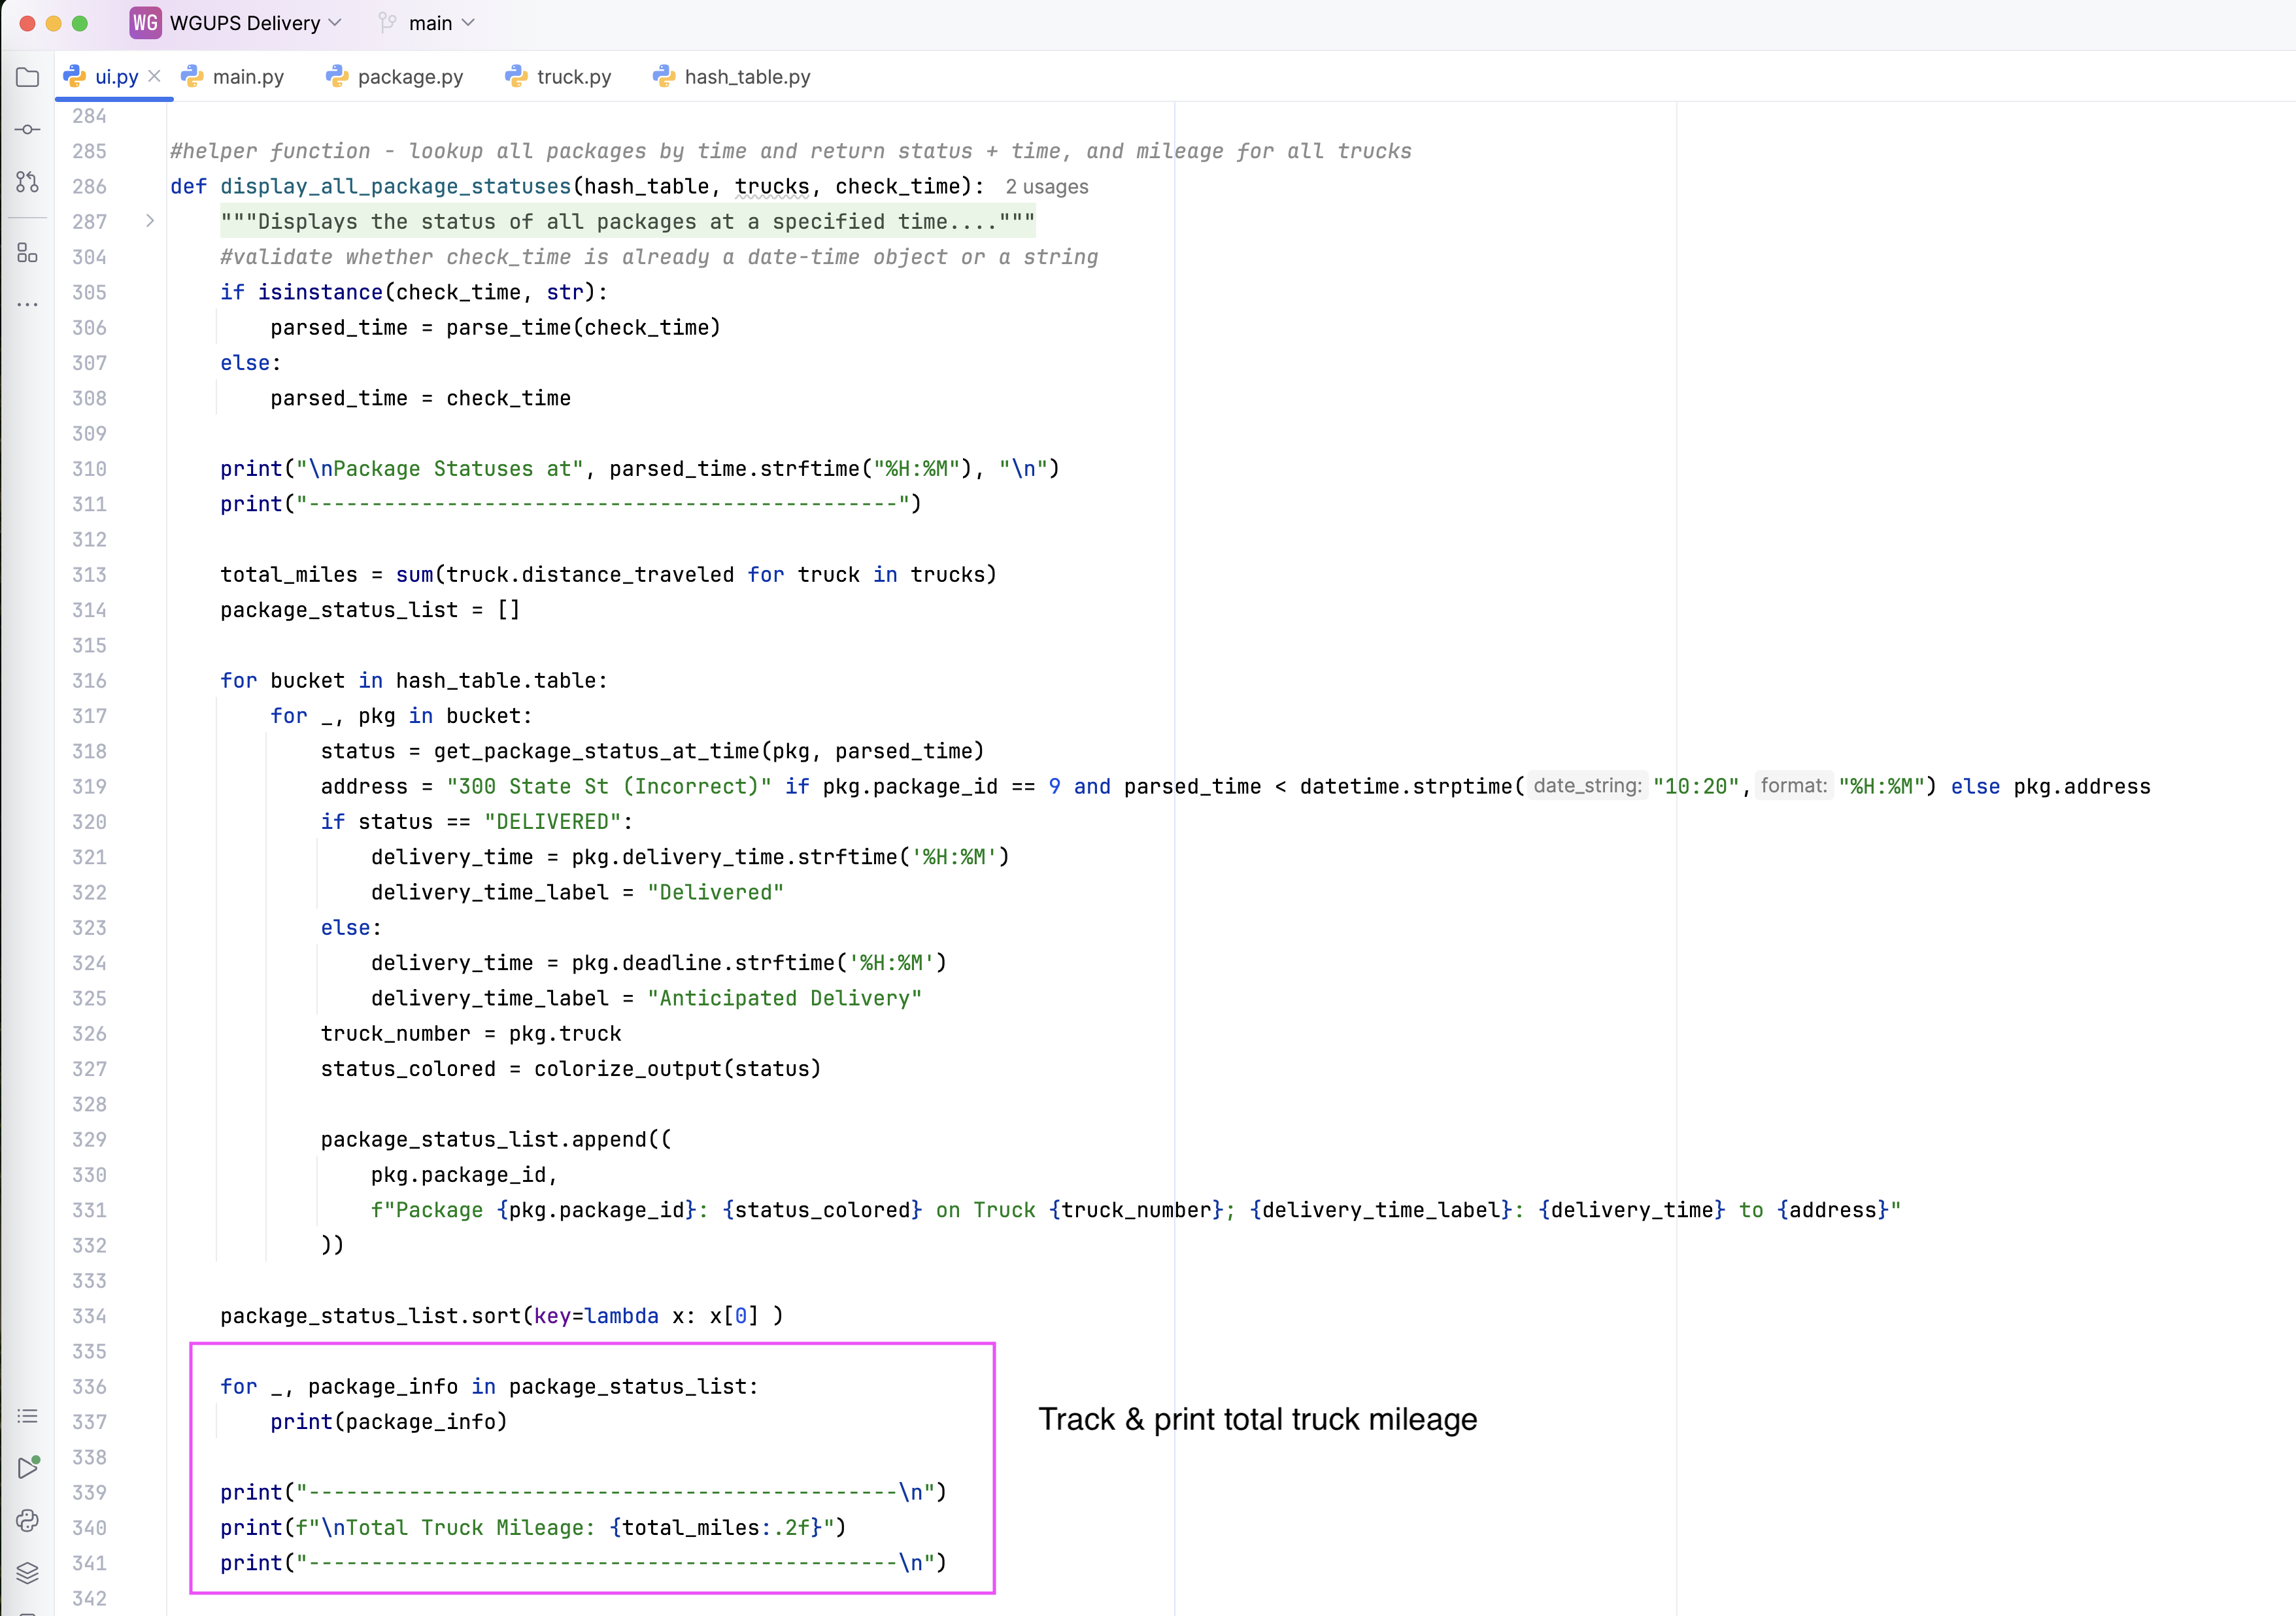 WG WGUPS Delivery main
ui.py main.py package.py truck.py hash_table.py
284
285 #helper function - lookup all packages by time and return status + time, and mileage for all trucks
286 def display_all_package_statuses(hash_table, trucks, check_time): 2 usages
287 """Displays the status of all packages at a specified time...."""
304 #validate whether check_time is already a date-time object or a string
305 if isinstance(check_time, str):
306 parsed_time = parse_time(check_time)
307 else:
308 parsed_time = check_time
309
310 print("\nPackage Statuses at", parsed_time.strftime("%H:%M"), "\n")
311 print("-----------------------------------------------")
312
313 total_miles = sum(truck.distance_traveled for truck in trucks)
314 package_status_list = []
315
316 for bucket in hash_table.table:
317 for _, pkg in bucket:
318 status = get_package_status_at_time(pkg, parsed_time)
319 address = "300 State St (Incorrect)" if pkg.package_id == 9 and parsed_time < datetime.strptime( date_string: "10:20", format: "%H:%M") else pkg.address
320 if status == "DELIVERED":
321 delivery_time = pkg.delivery_time.strftime('%H:%M')
322 delivery_time_label = "Delivered"
323 else:
324 delivery_time = pkg.deadline.strftime('%H:%M')
325 delivery_time_label = "Anticipated Delivery"
326 truck_number = pkg.truck
327 status_colored = colorize_output(status)
328
329 package_status_list.append((
330 pkg.package_id,
331 f"Package {pkg.package_id}: {status_colored} on Truck {truck_number}; {delivery_time_label}: {delivery_time} to {address}"
332 ))
333
334 package_status_list.sort(key=lambda x: x[0] )
335
336 for _, package_info in package_status_list:
337 print(package_info)
Track & print total truck mileage
338
339 print("-----------------------------------------------\n")
340 print(f"\nTotal Truck Mileage: {total_miles:.2f}")
341 print("-----------------------------------------------\n")
342